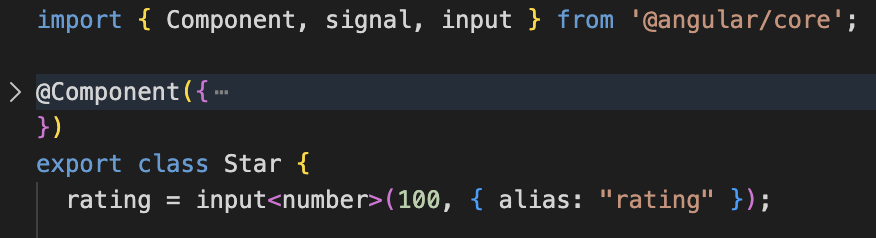 import { Component, signal, input } from '@angular/core';
@Component({ ⋯
})
export class Star {
rating = input<number>(100, { alias: "rating" });